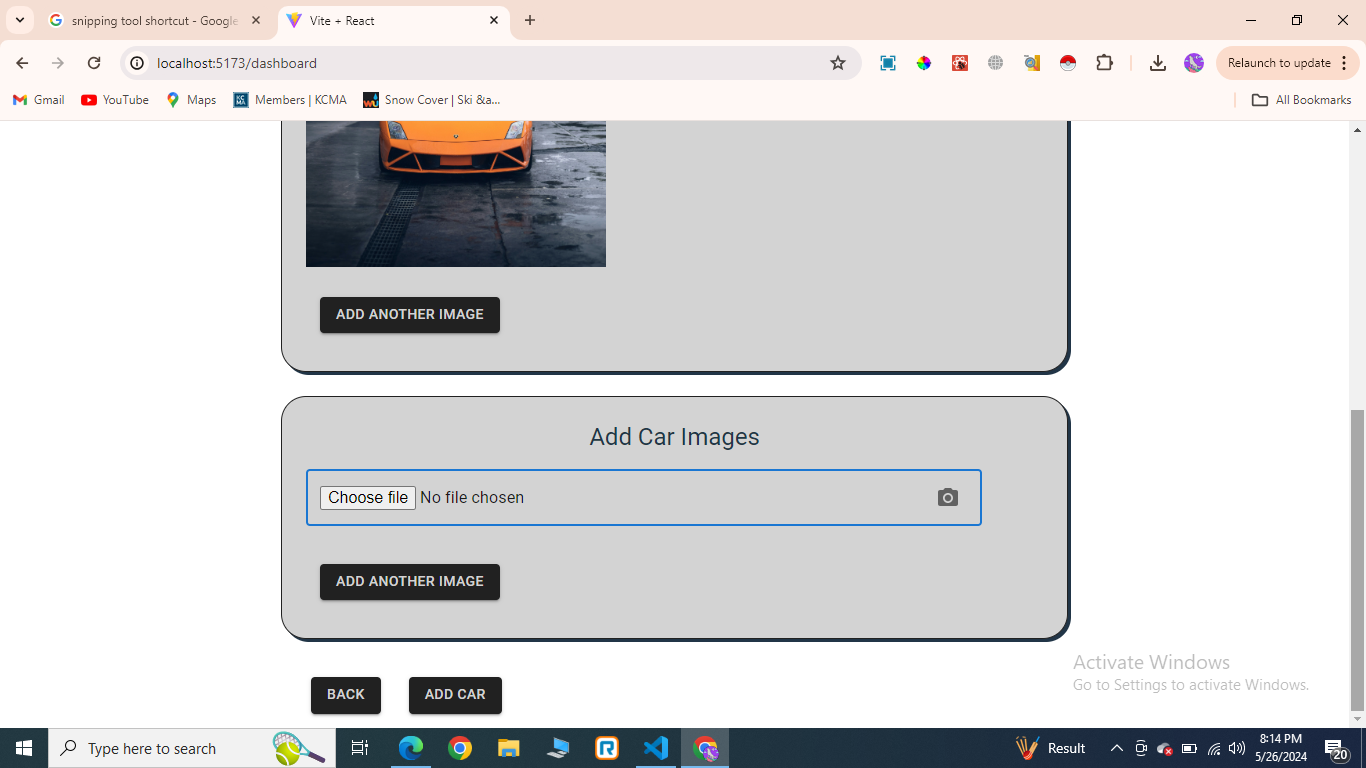 snipping tool shortcut - Google
Vite + React
localhost:5173/dashboard
Relaunch to update
Gmail
YouTube
Maps
Members | KCMA
Snow Cover | Ski &a...
All Bookmarks
ADD ANOTHER IMAGE
Add Car Images
Choose file No file chosen
ADD ANOTHER IMAGE
BACK
ADD CAR
Activate Windows
Go to Settings to activate Windows.
Type here to search
Result
8:14 PM
5/26/2024
20